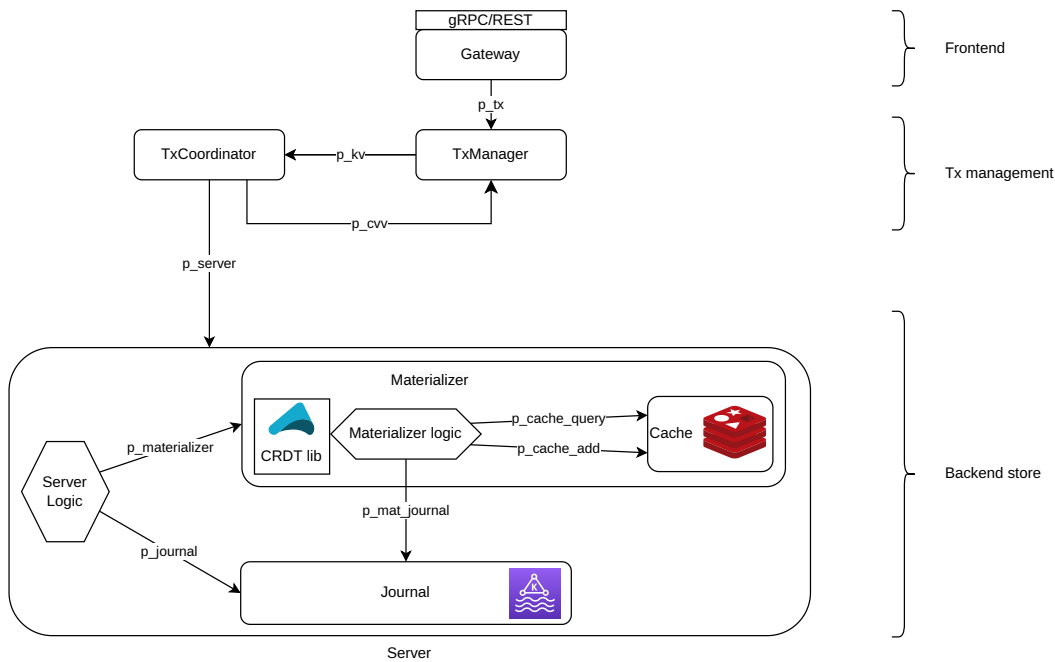 gRPC/REST
Gateway
Frontend
p_tx
TxCoordinator
p_kv
TxManager
Tx management
p_cvv
p_server
Materializer
CRDT lib
Materializer logic
p_cache_query
p_cache_add
Cache
p_materializer
Server
Logic
Backend store
p_mat_journal
p_journal
Journal
K
Server